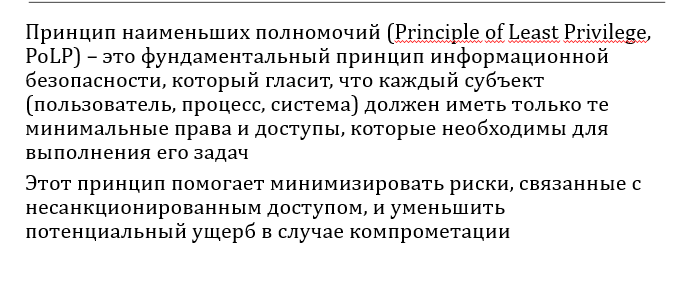 Принцип наименьших полномочий (Principle of Least Privilege,
PoLP) – это фундаментальный принцип информационной
безопасности, который гласит, что каждый субъект
(пользователь, процесс, система) должен иметь только те
минимальные права и доступы, которые необходимы для
выполнения его задач
Этот принцип помогает минимизировать риски, связанные с
несанкционированным доступом, и уменьшить
потенциальный ущерб в случае компрометации